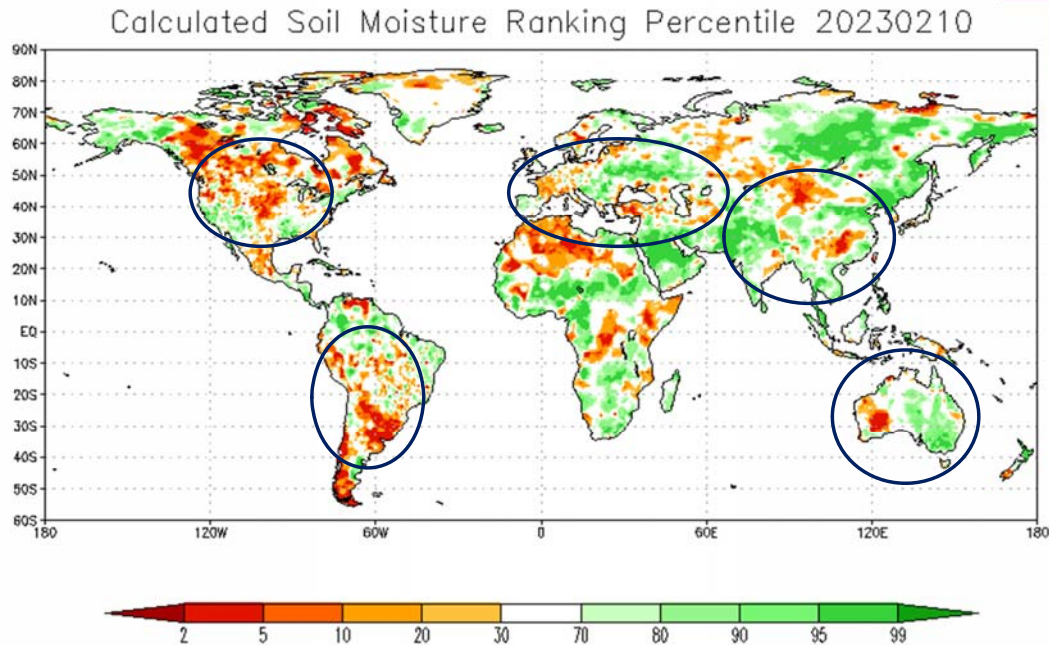 Calculated Soil Moisture Ranking Percentile 20230210
90N
80N
70N
60N
50N
40N
30N
20N
10N
EQ
10S
20S
30S
40S
50S
60S
180 120W 60W 0 60E 120E 180
2 5 10 20 30 70 80 90 95 99